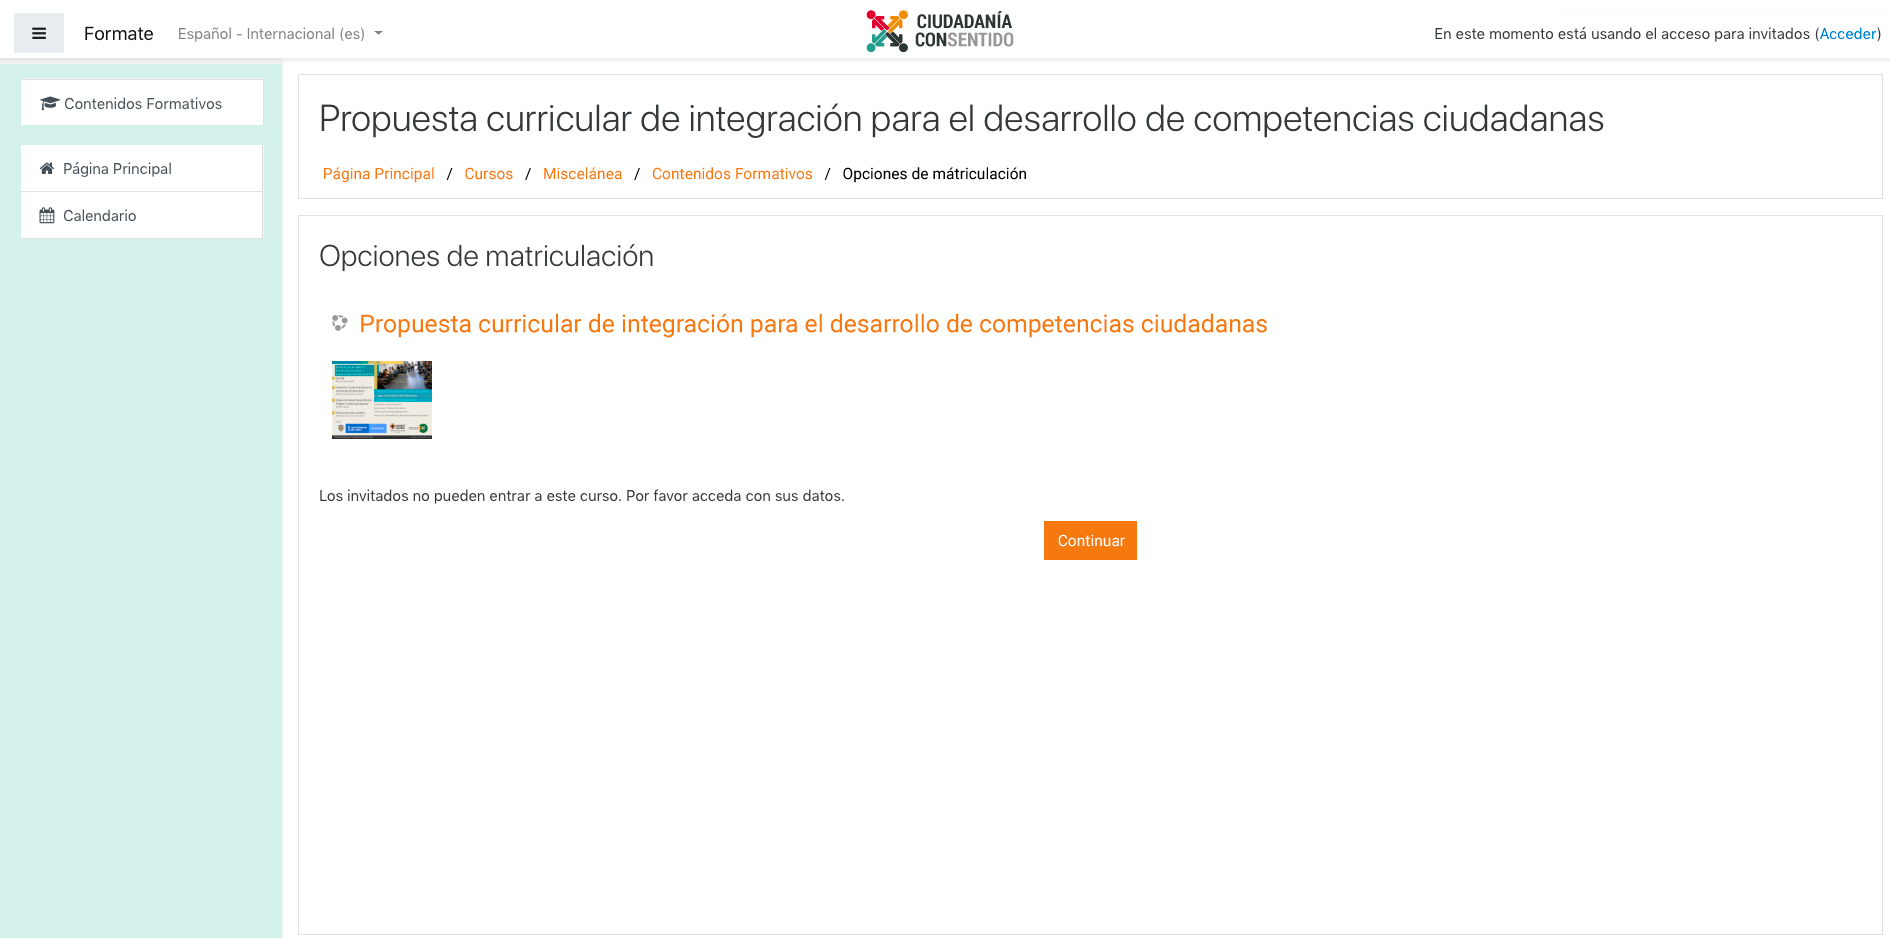 Formate
Español - Internacional (es)
CIUDADANÍA
CONSENTIDO
En este momento está usando el acceso para invitados (Acceder)
Contenidos Formativos
Página Principal
Calendario
Propuesta curricular de integración para el desarrollo de competencias ciudadanas
Página Principal / Cursos / Miscelánea / Contenidos Formativos / Opciones de mátriculación
Opciones de matriculación
Propuesta curricular de integración para el desarrollo de competencias ciudadanas
Los invitados no pueden entrar a este curso. Por favor acceda con sus datos.
Continuar